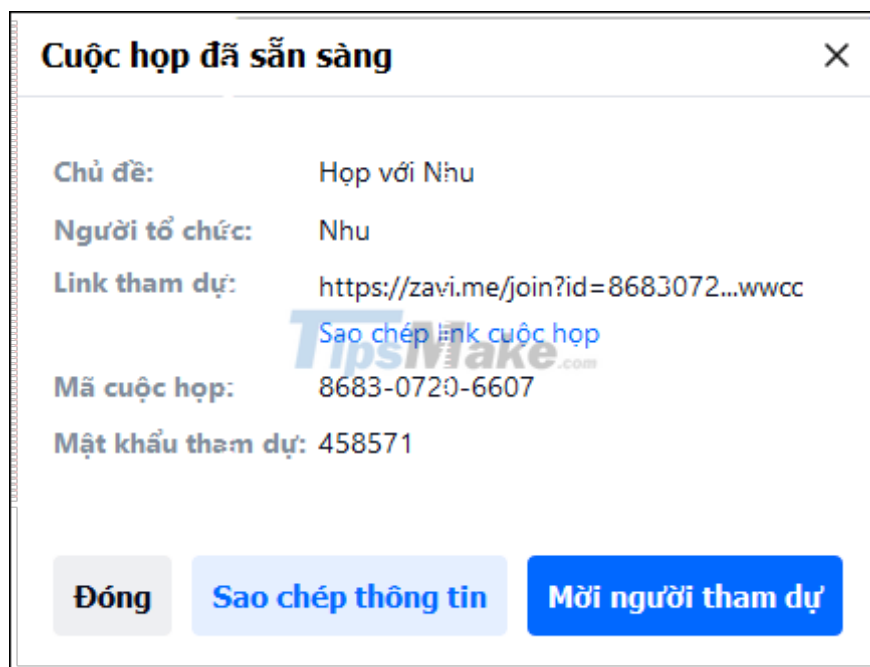 Cuộc họp đã sẵn sàng
Chủ đề: Họp với Nhu
Người tổ chức: Nhu
Link tham dự: https://zavi.me/join?id=8683072...wwcc
Sao chép link cuộc họp
TipsMake.com
Mã cuộc họp: 8683-0720-6607
Mật khẩu tham dự: 458571
Đóng Sao chép thông tin Mời người tham dự